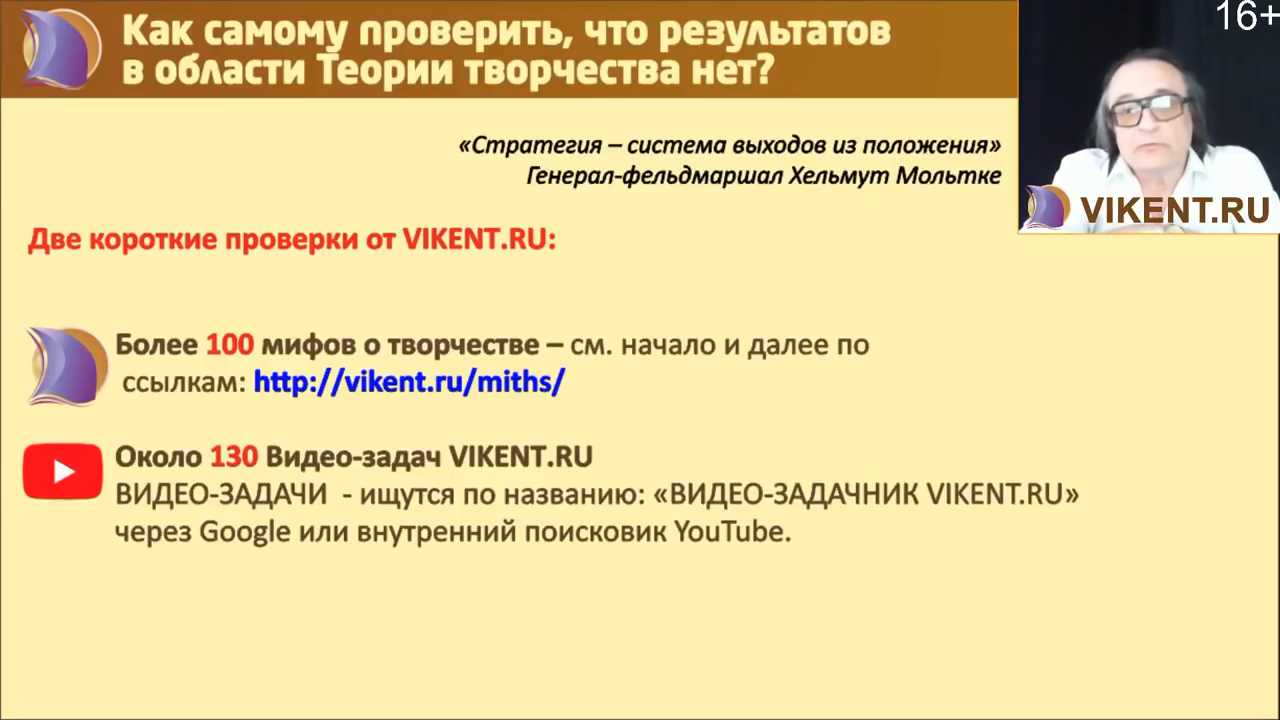 Как самому проверить, что результатов
в области Теории творчества нет?
16+
«Стратегия – система выходов из положения»
Генерал-фельдмаршал Хельмут Мольтке
VIKENT.RU
Две короткие проверки от VIKENT.RU:
Более 100 мифов о творчестве – см. начало и далее по
ссылкам: http://vikent.ru/miths/
Около 130 Видео-задач VIKENT.RU
ВИДЕО-ЗАДАЧИ - ищутся по названию: «ВИДЕО-ЗАДАЧНИК VIKENT.RU»
через Google или внутренний поисковик YouTube.